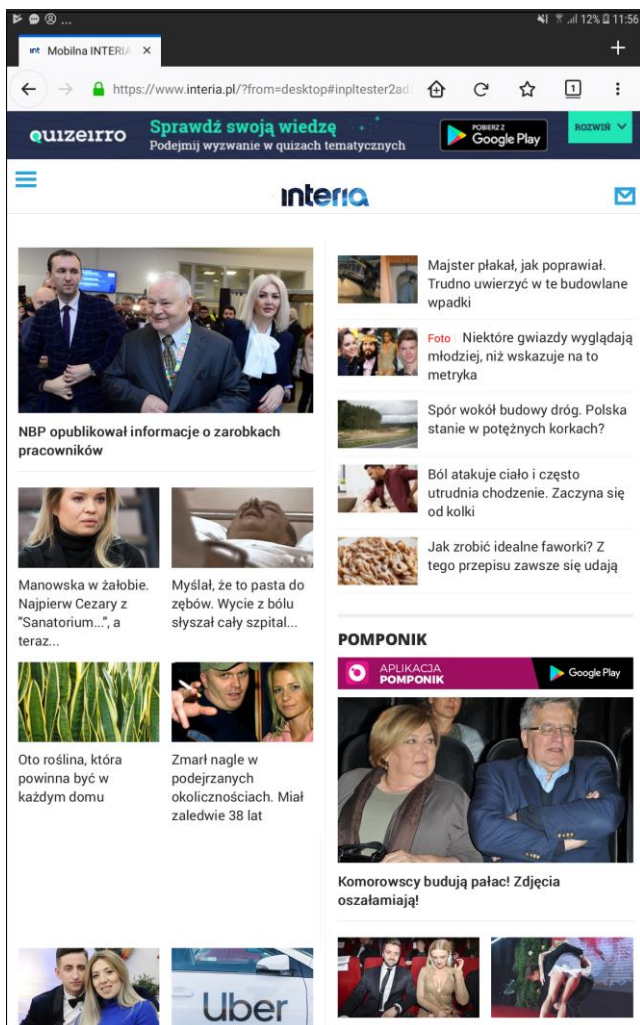 ... 12% 11:56
int Mobilna INTERIA × +
https://www.interia.pl/?from=desktop#inpltester2ad 1
QUIZEIRRO
Sprawdź swoją wiedzę
Podejmij wyzwanie w quizach tematycznych
POBIERZ Z
Google Play
ROZWIŃ
interia
NBP opublikował informacje o zarobkach
pracowników
Manowska w żałobie.
Najpierw Cezary z
"Sanatorium...", a
teraz...
Myślał, że to pasta do
zębów. Wycie z bólu
słyszał cały szpital...
Oto roślina, która
powinna być w
każdym domu
Zmarł nagle w
podejrzanych
okolicznościach. Miał
zaledwie 38 lat
Uber
Majster płakał, jak poprawiał.
Trudno uwierzyć w te budowlane
wpadki
Foto Niektóre gwiazdy wyglądają
młodziej, niż wskazuje na to
metryka
Spór wokół budowy dróg. Polska
stanie w potężnych korkach?
Ból atakuje ciało i często
utrudnia chodzenie. Zaczyna się
od kolki
Jak zrobić idealne faworki? Z
tego przepisu zawsze się udają
POMPONIK
APLIKACJA
POMPONIK
Google Play
Komorowscy budują pałac! Zdjęcia
oszałamiają!